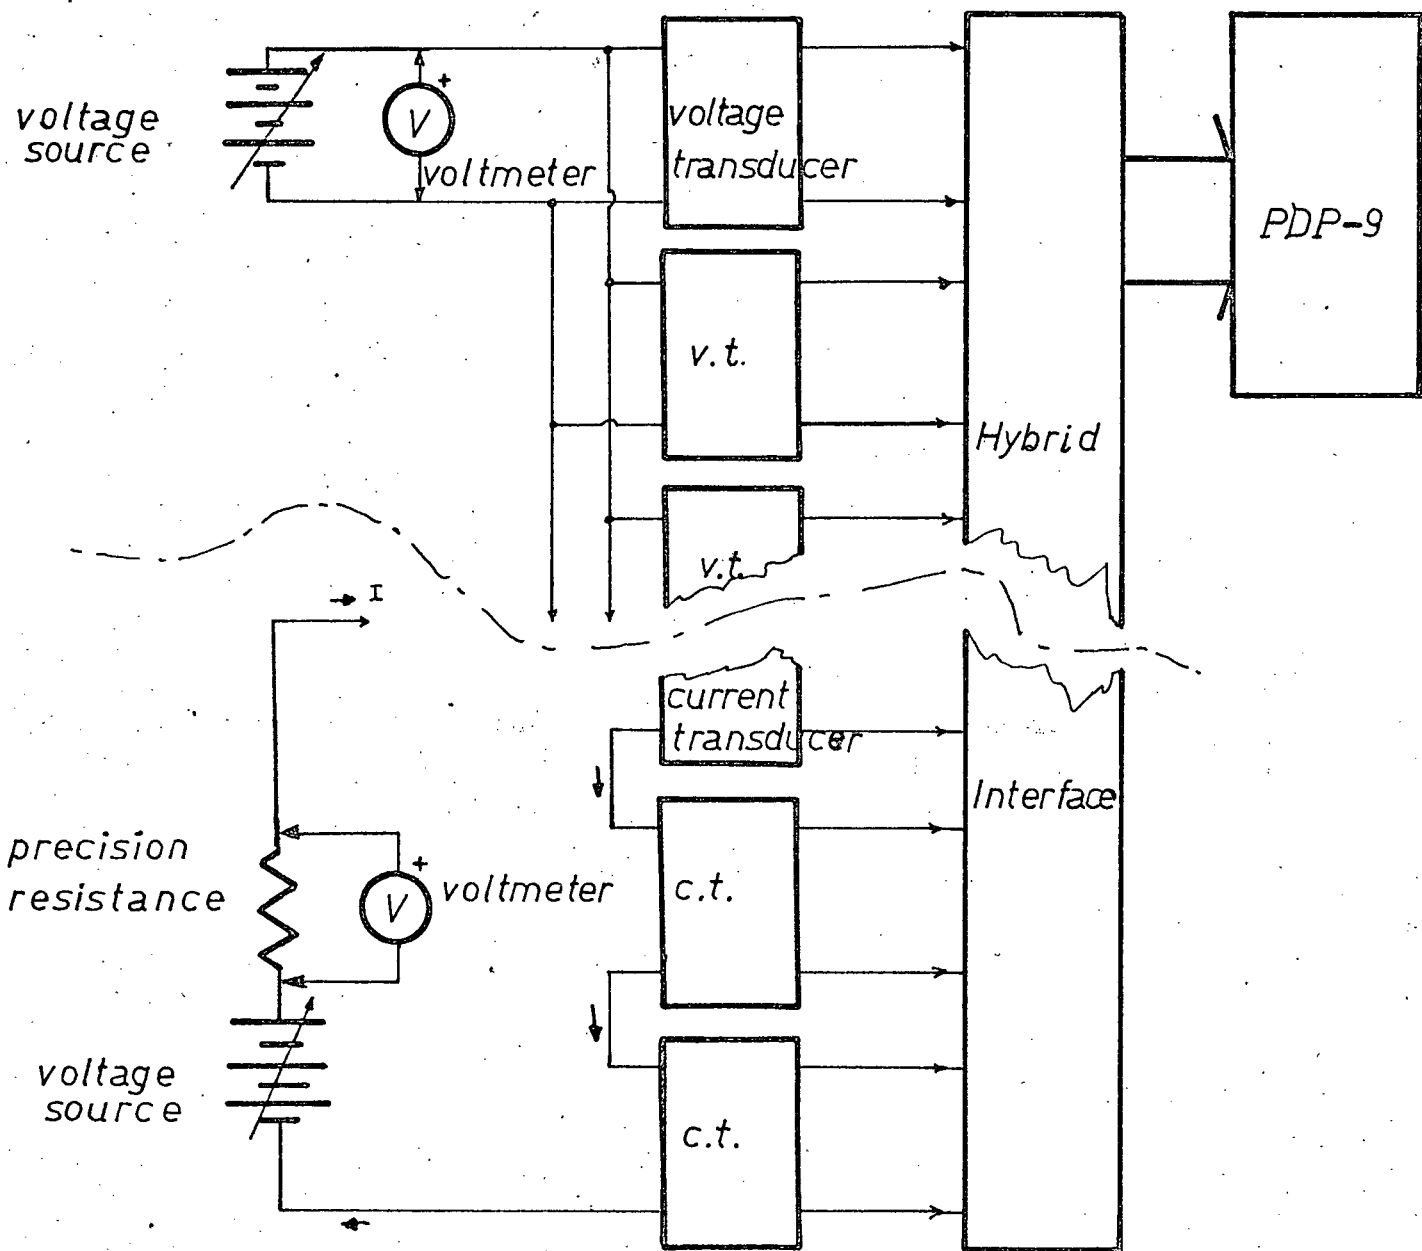 voltage
source
+
V
voltmeter
voltage
transducer
PDP-9
v.t.
Hybrid
v.t.
I
current
transducer
Interface
precision
resistance
+
V
voltmeter
c.t.
voltage
source
c.t.